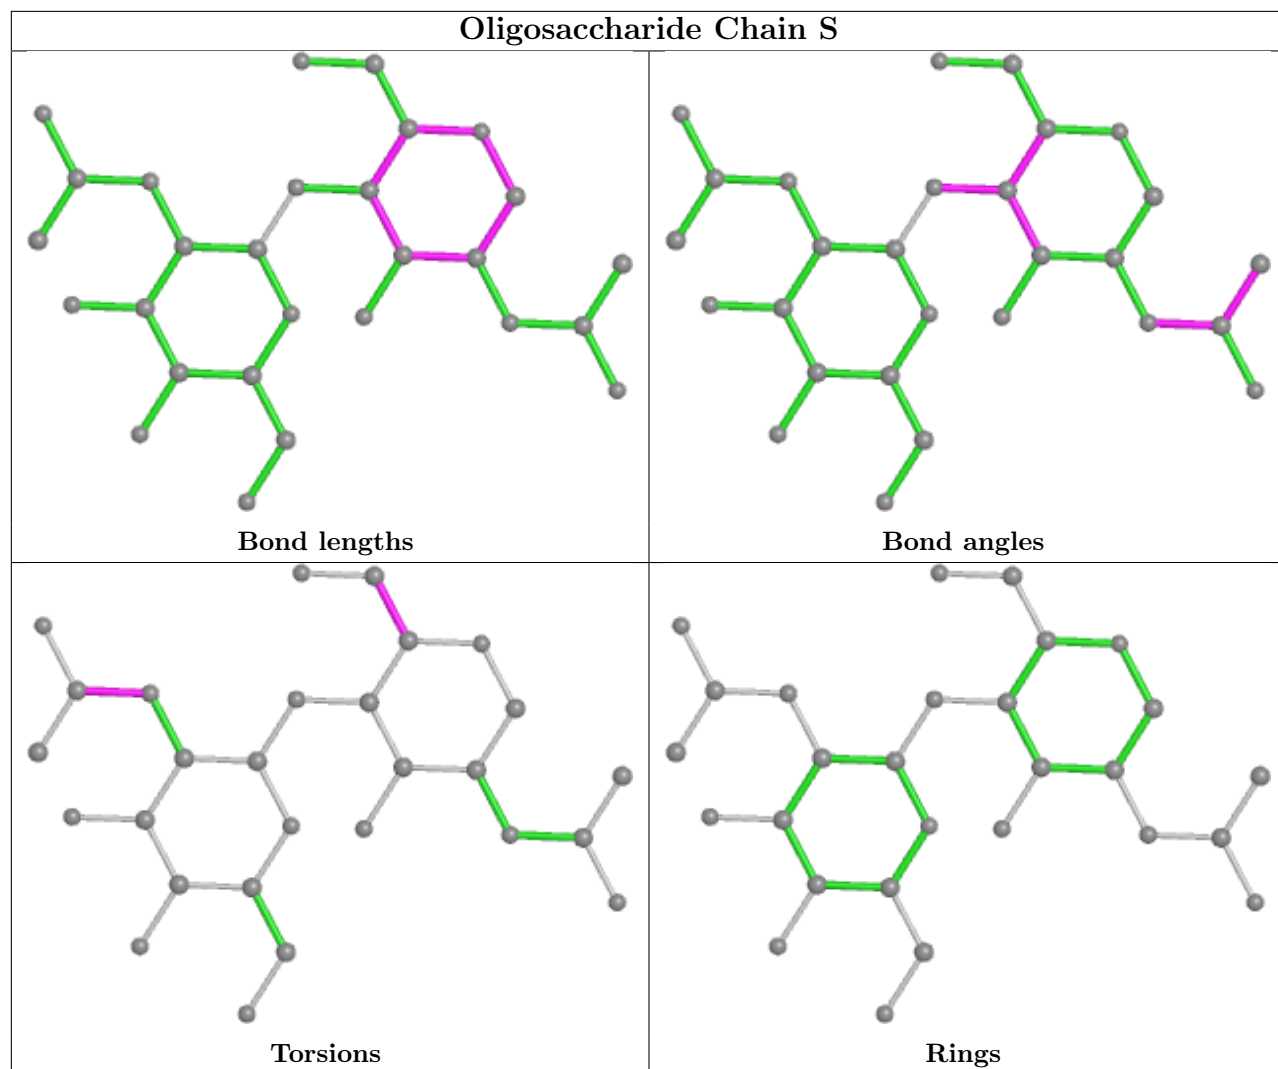 Oligosaccharide Chain S
Bond lengths
Bond angles
Torsions
Rings